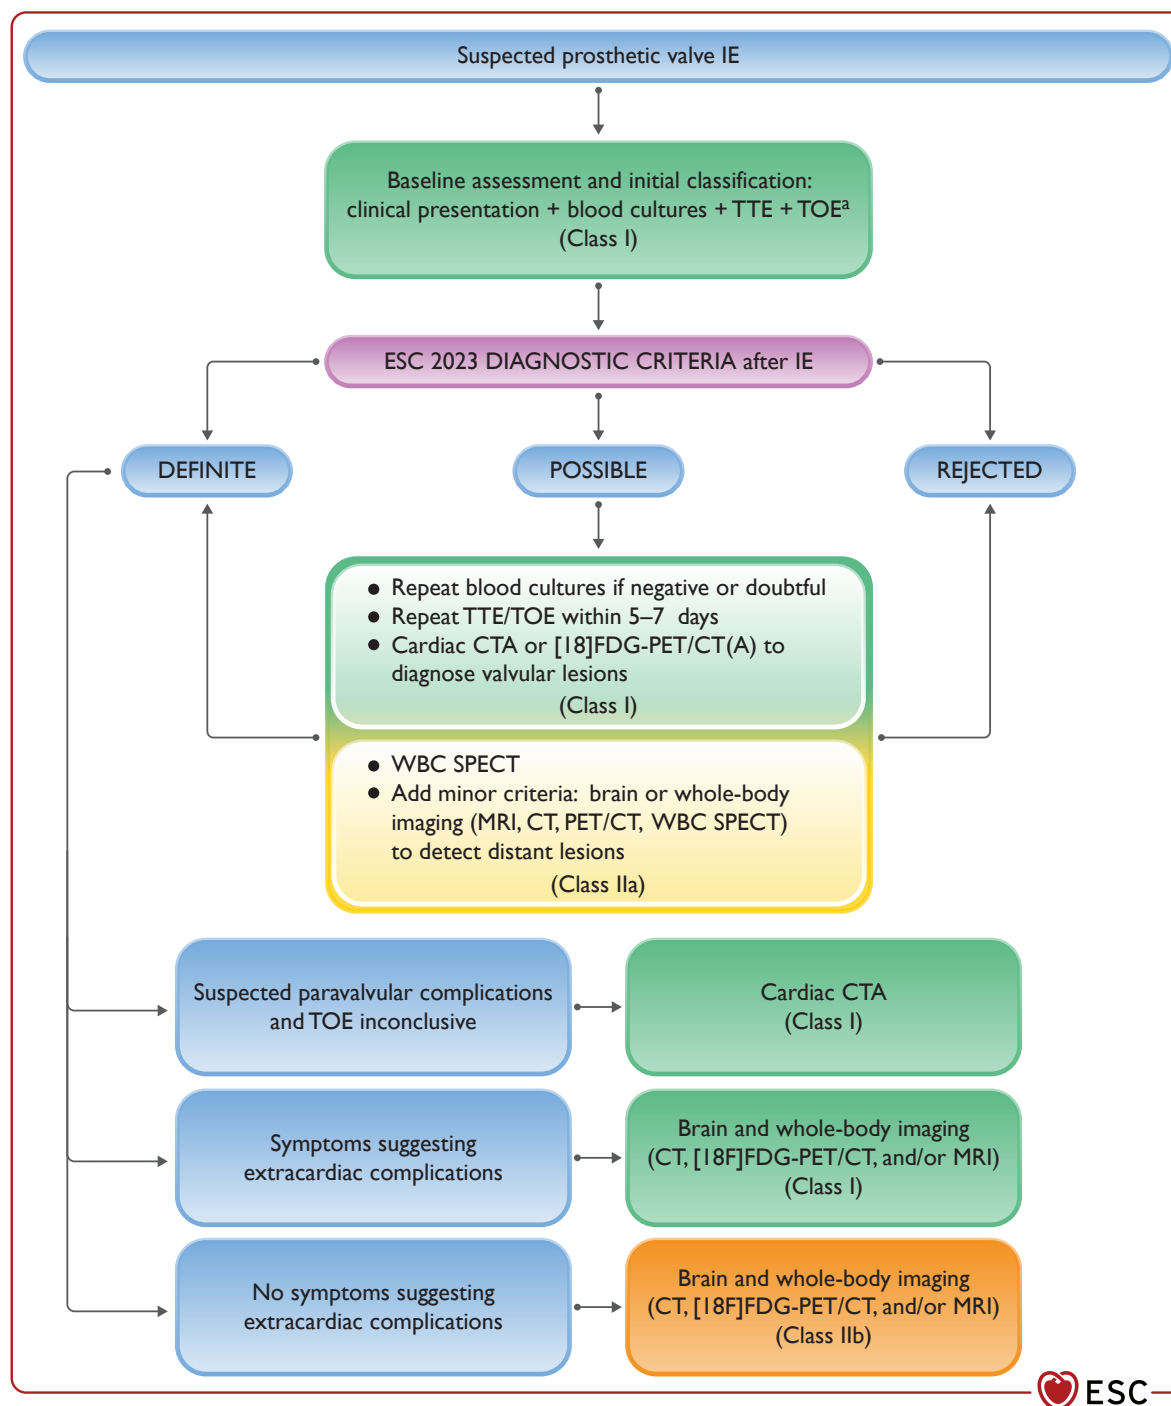 Suspected prosthetic valve IE
Baseline assessment and initial classification:
clinical presentation + blood cultures + TTE + TOEᵃ
(Class I)
ESC 2023 DIAGNOSTIC CRITERIA after IE
DEFINITE
POSSIBLE
REJECTED
● Repeat blood cultures if negative or doubtful
● Repeat TTE/TOE within 5–7 days
● Cardiac CTA or [18]FDG-PET/CT(A) to
diagnose valvular lesions
(Class I)
● WBC SPECT
● Add minor criteria: brain or whole-body
imaging (MRI, CT, PET/CT, WBC SPECT)
to detect distant lesions
(Class IIa)
Suspected paravalvular complications
and TOE inconclusive
Cardiac CTA
(Class I)
Symptoms suggesting
extracardiac complications
Brain and whole-body imaging
(CT, [18F]FDG-PET/CT, and/or MRI)
(Class I)
No symptoms suggesting
extracardiac complications
Brain and whole-body imaging
(CT, [18F]FDG-PET/CT, and/or MRI)
(Class IIb)
ESC